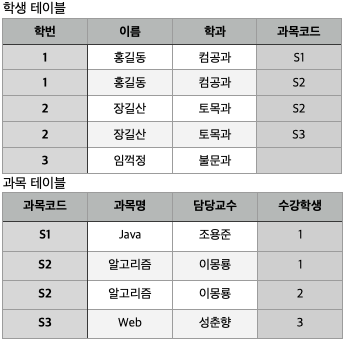 학생 테이블
학번 이름 학과 과목코드
1 홍길동 컴공과 S1
1 홍길동 컴공과 S2
2 장길산 토목과 S2
2 장길산 토목과 S3
3 임꺽정 불문과
과목 테이블
과목코드 과목명 담당교수 수강학생
S1 Java 조용준 1
S2 알고리즘 이몽룡 1
S2 알고리즘 이몽룡 2
S3 Web 성춘향 3